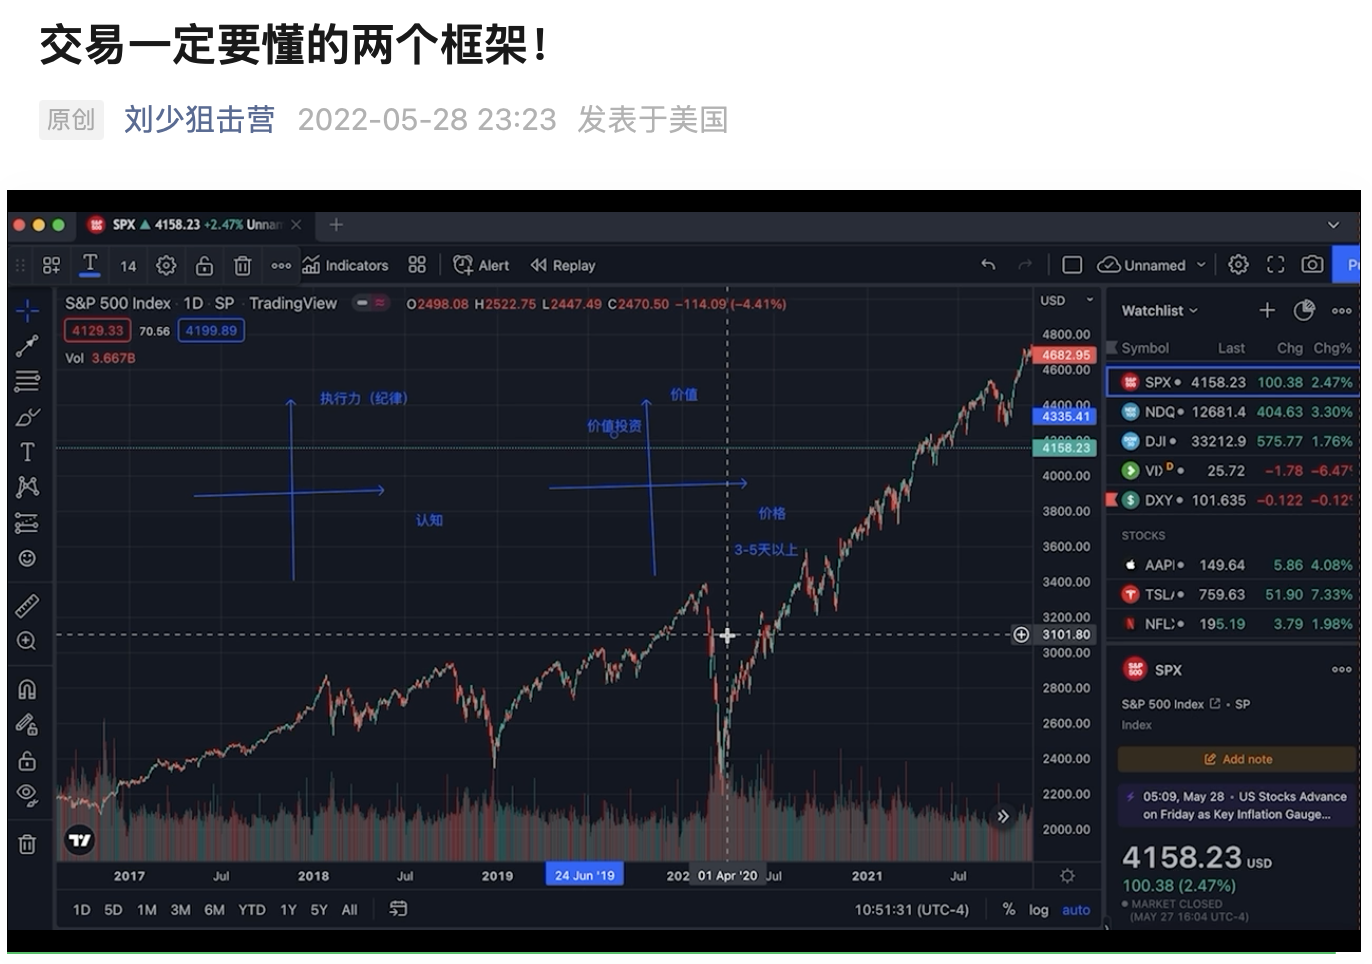 交易一定要懂的两个框架！
原创 刘少狙击营 2022-05-28 23:23 发表于美国
SPX ▲ 4158.23 +2.47% Unnar
14 Indicators Alert Replay Unnamed
S&P 500 Index · 1D · SP · TradingView O2498.08 H2522.75 L2447.49 C2470.50 −114.09 (−4.41%)
4129.33 70.56 4199.89
Vol 3.667B
执行力（纪律）
认知
价值
价值投资
价格
3-5天以上
USD
4800.00
4682.95
4600.00
4400.00
4335.41
4158.23
4000.00
3800.00
3600.00
3400.00
3200.00
3101.80
3000.00
2800.00
2600.00
2400.00
2200.00
2000.00
2017 Jul 2018 Jul 2019 24 Jun '19 202 01 Apr '20 Jul 2021 Jul
1D 5D 1M 3M 6M YTD 1Y 5Y All 10:51:31 (UTC-4) % log auto
Watchlist
Symbol Last Chg Chg%
SPX 4158.23 100.38 2.47%
NDQ 12681.4 404.63 3.30%
DJI 33212.9 575.77 1.76%
VI D 25.72 −1.78 −6.47
DXY 101.635 −0.122 −0.12
STOCKS
AAPL 149.64 5.86 4.08%
TSL 759.63 51.90 7.33%
NFL 195.19 3.79 1.98%
SPX
S&P 500 Index · SP
Index
Add note
05:09, May 28 · US Stocks Advance
on Friday as Key Inflation Gauge...
4158.23 USD
100.38 (2.47%)
MARKET CLOSED
(MAY 27 16:04 UTC-4)